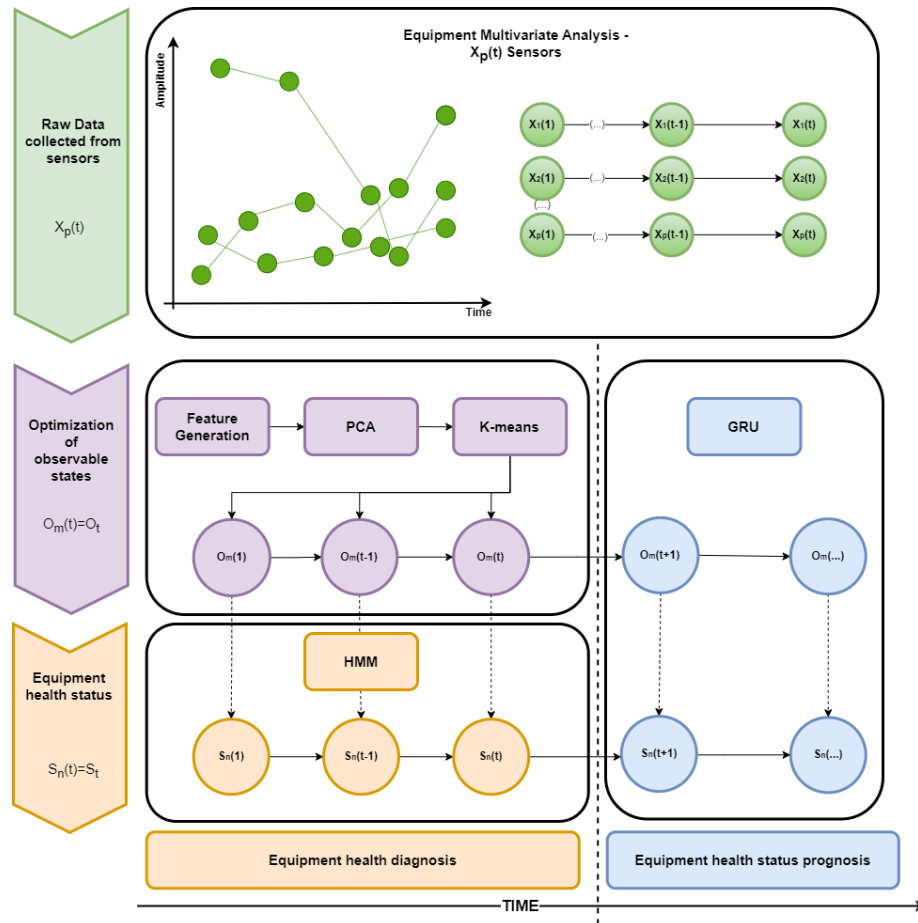 Raw Data
collected from
sensors
Xp(t)
Equipment Multivariate Analysis -
Xp(t) Sensors
Amplitude
Time
X1(1) (...) X1(t-1) X1(t)
X2(1) (...) X2(t-1) X2(t)
(...)
Xp(1) (...) Xp(t-1) Xp(t)
Optimization
of
observable
states
Om(t)=Ot
Feature
Generation
PCA
K-means
GRU
Om(1) Om(t-1) Om(t) Om(t+1) Om(...)
Equipment
health status
Sn(t)=St
HMM
Sn(1) Sn(t-1) Sn(t) Sn(t+1) Sn(...)
Equipment health diagnosis
Equipment health status prognosis
TIME